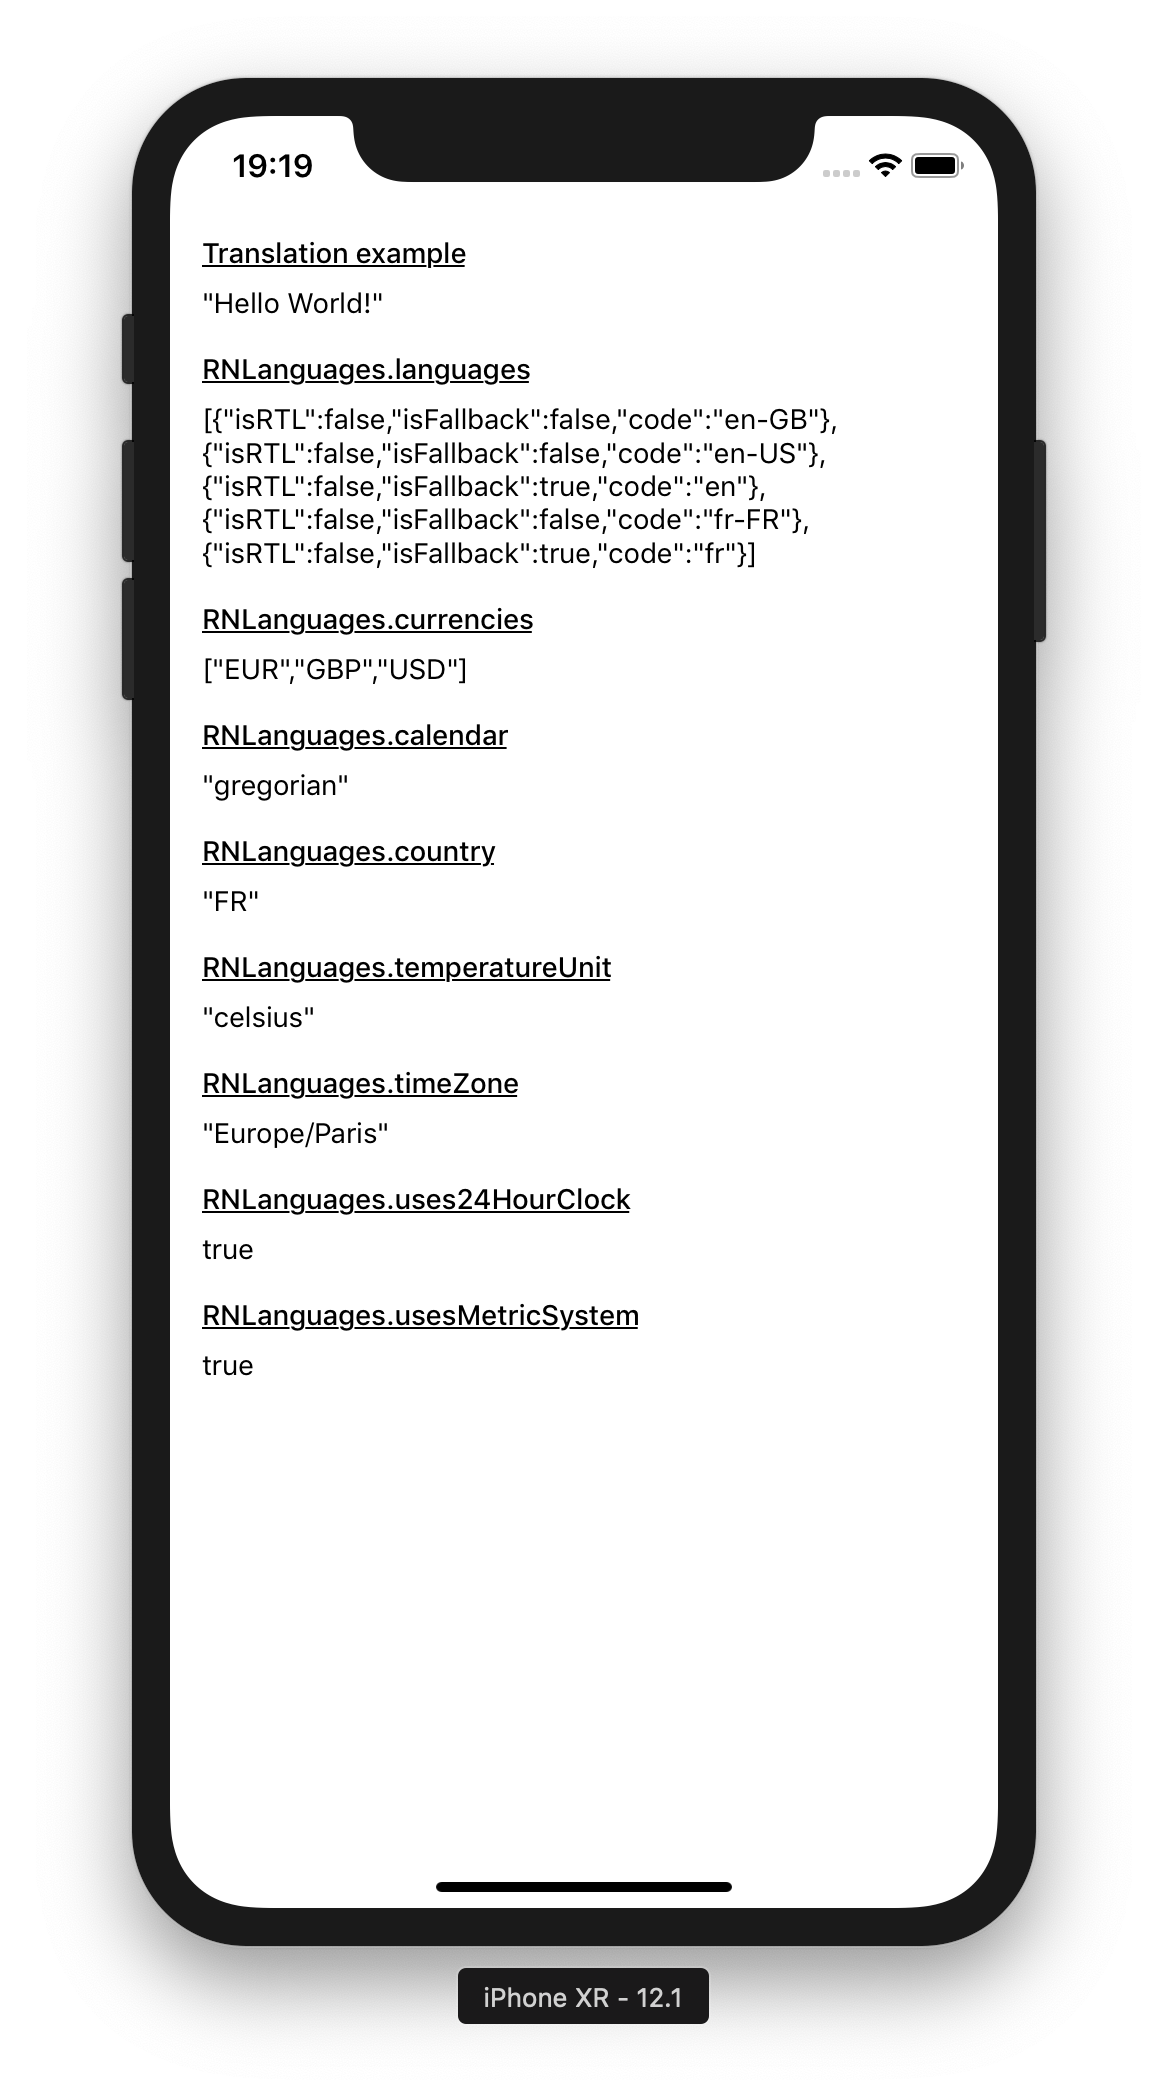 19:19
Translation example
"Hello World!"
RNLanguages.languages
[{"isRTL":false,"isFallback":false,"code":"en-GB"},
{"isRTL":false,"isFallback":false,"code":"en-US"},
{"isRTL":false,"isFallback":true,"code":"en"},
{"isRTL":false,"isFallback":false,"code":"fr-FR"},
{"isRTL":false,"isFallback":true,"code":"fr"}]
RNLanguages.currencies
["EUR","GBP","USD"]
RNLanguages.calendar
"gregorian"
RNLanguages.country
"FR"
RNLanguages.temperatureUnit
"celsius"
RNLanguages.timeZone
"Europe/Paris"
RNLanguages.uses24HourClock
true
RNLanguages.usesMetricSystem
true
iPhone XR - 12.1